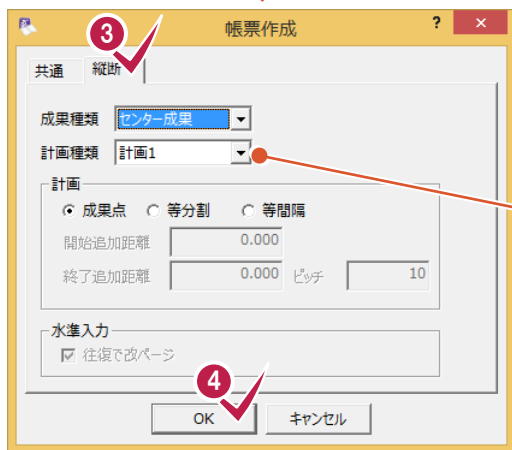 帳票作成
? ×
3
共通 縦断
成果種類 センター成果
計画種類 計画1
計画
成果点 等分割 等間隔
開始追加距離 0.000
終了追加距離 0.000 ピッチ 10
水準入力
往復で改ページ
4
OK キャンセル